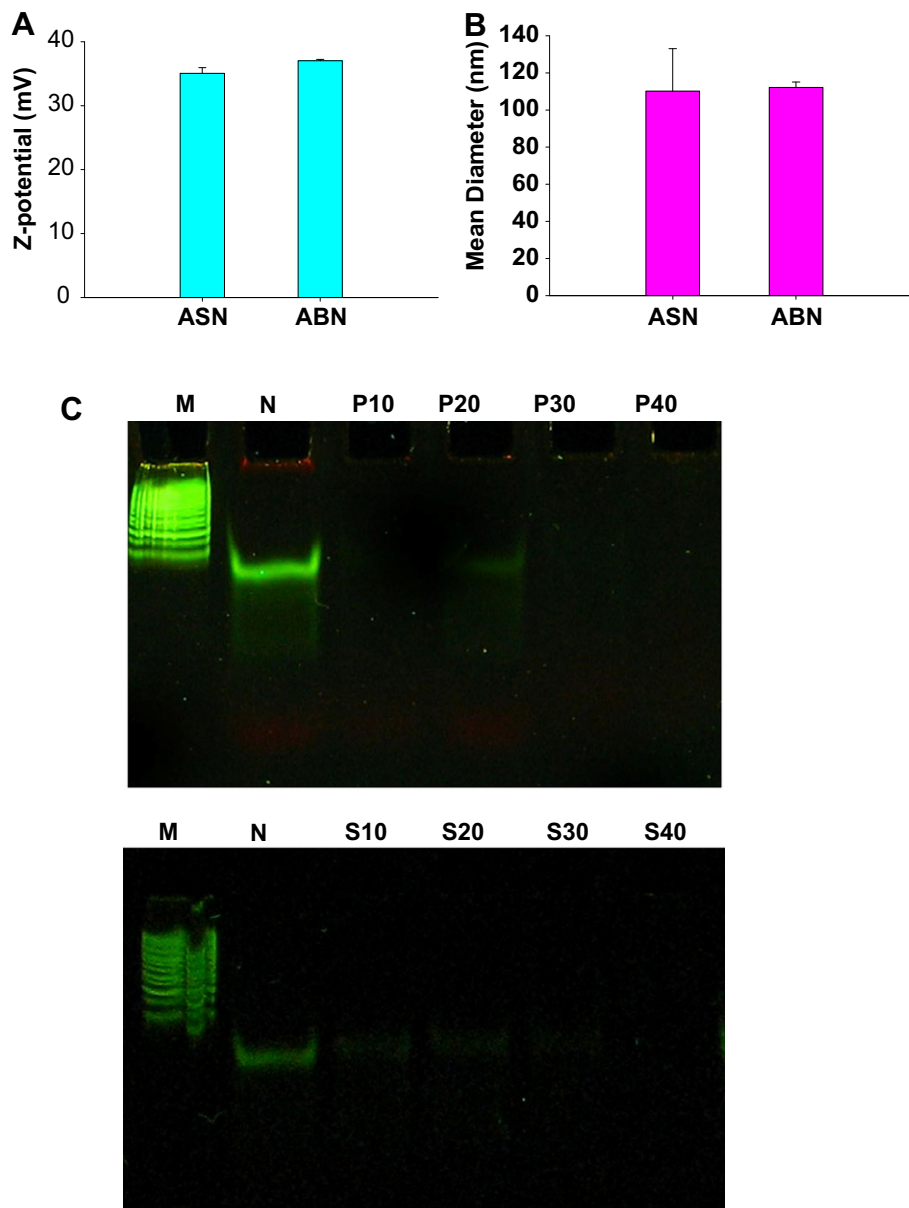 A
Z-potential (mV)
40
30
20
10
0
ASN ABN
B
Mean Diameter (nm)
140
120
100
80
60
40
20
0
ASN ABN
C
M N P10 P20 P30 P40
M N S10 S20 S30 S40